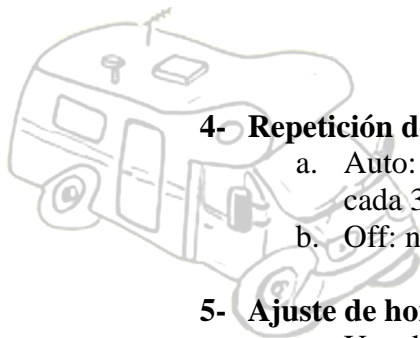 4- Repetición d
a. Auto:
cada 3
b. Off: n
5- Ajuste de ho